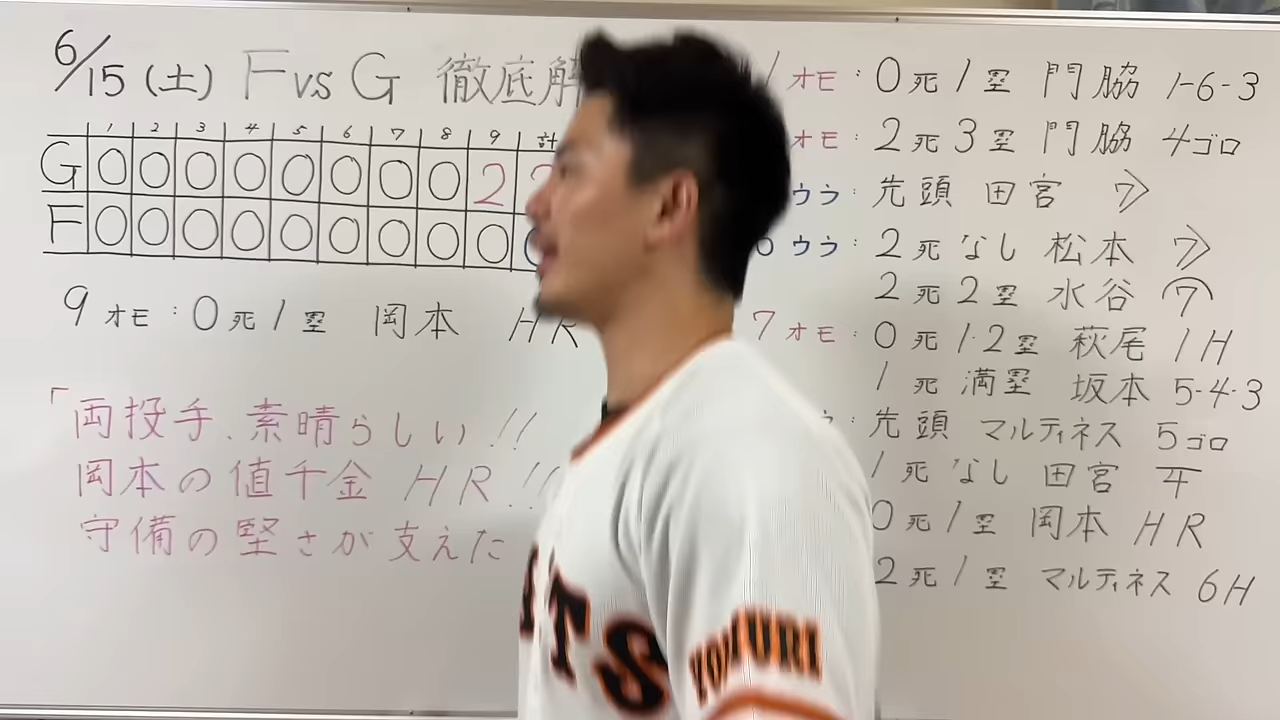 6/15(土) F vs G 徹底解
1 2 3 4 5 6 7 8 9 計
G 0 0 0 0 0 0 0 0 2
F 0 0 0 0 0 0 0 0 0
9オモ:0死1塁 岡本 HR
「両投手、素晴らしい!!
岡本の値千金 HR!!
守備の堅さが支えた
オモ:0死1塁 門脇 1-6-3
オモ:2死3塁 門脇 4ゴロ
ウラ:先頭 田宮 7>
ウラ:2死なし 松本 7>
2死2塁 水谷 7
7オモ:0死1・2塁 萩尾 1H
1死満塁 坂本 5-4-3
先頭 マルティネス 5ゴロ
1死なし 田宮 4
0死1塁 岡本 HR
2死1塁 マルティネス 6H
TS
YOMIURI